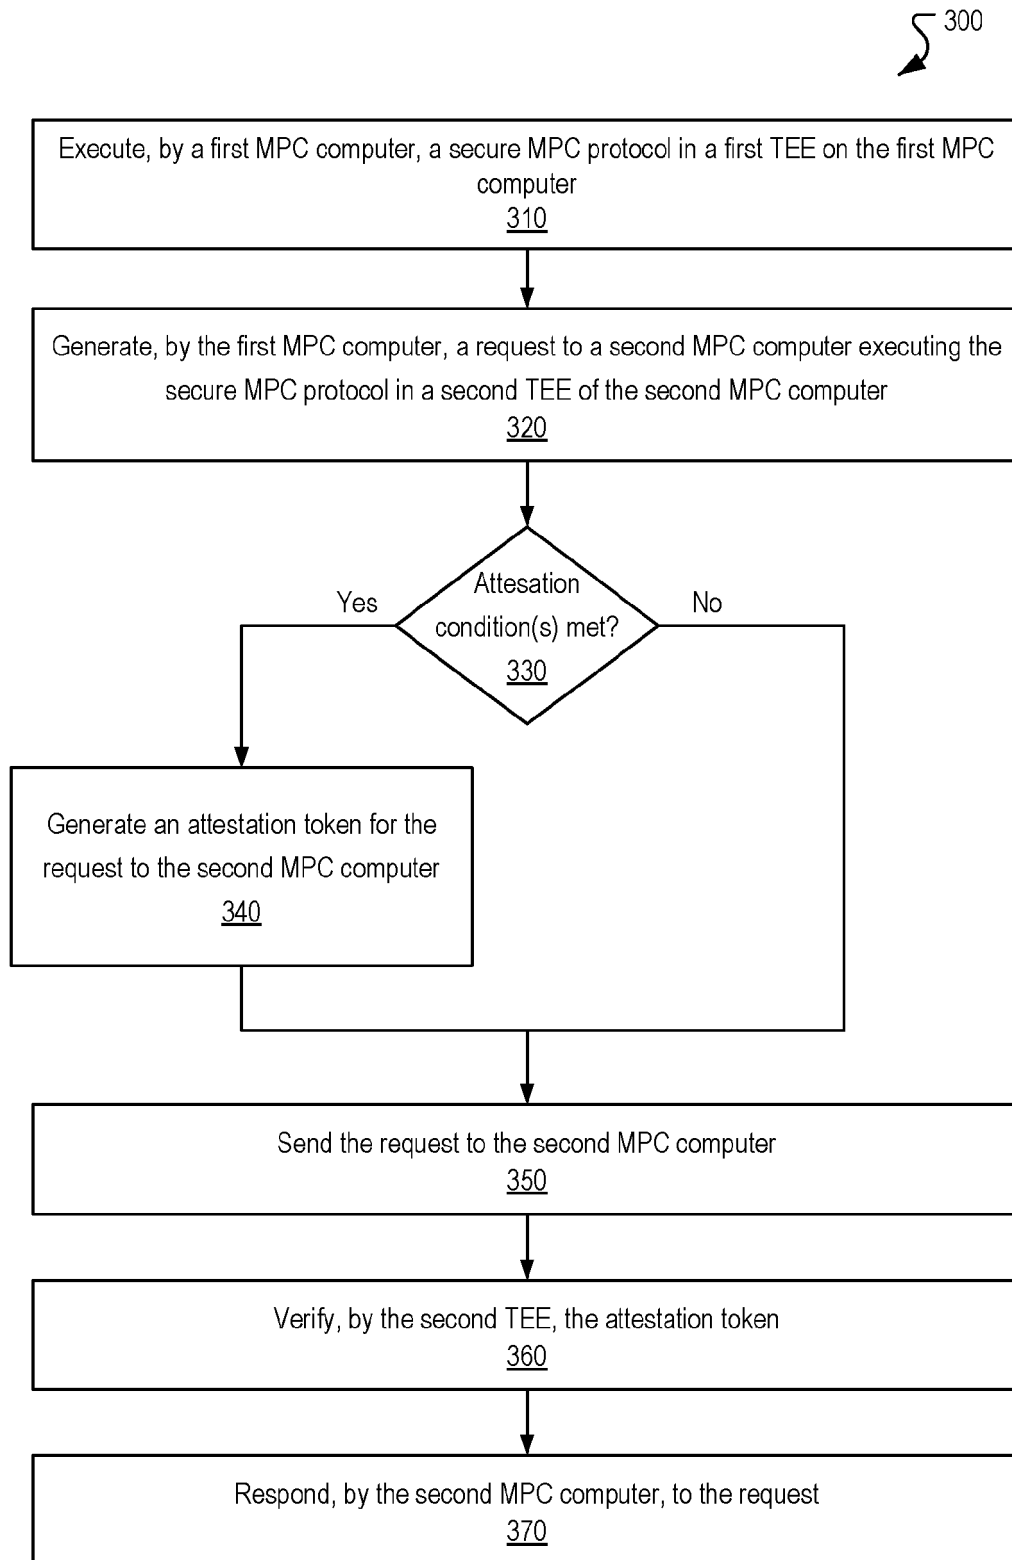 300
Execute, by a first MPC computer, a secure MPC protocol in a first TEE on the first MPC
computer
310
Generate, by the first MPC computer, a request to a second MPC computer executing the
secure MPC protocol in a second TEE of the second MPC computer
320
Attesation
condition(s) met?
330
Yes
No
Generate an attestation token for the
request to the second MPC computer
340
Send the request to the second MPC computer
350
Verify, by the second TEE, the attestation token
360
Respond, by the second MPC computer, to the request
370